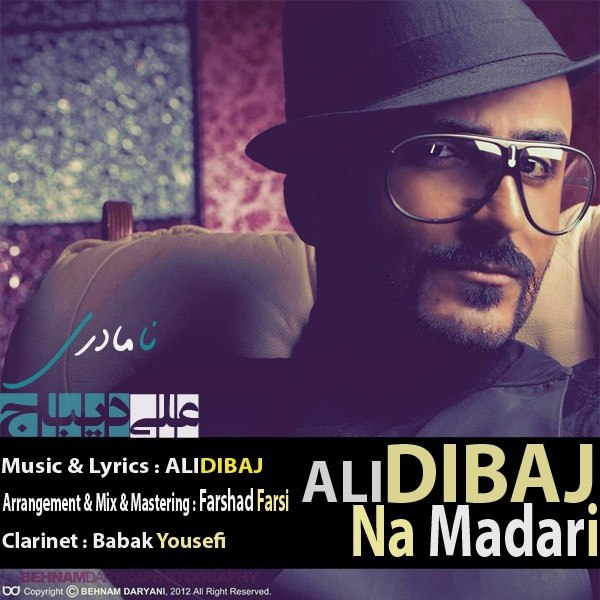 نامادری
علی دیباج
Music & Lyrics : ALIDIBAJ
Arrangement & Mix & Mastering : Farshad Farsi
Clarinet : Babak Yousefi
ALIDIBAJ
Na Madari
BEHNAMDARYANIPHOTOGRAPHY
Copyright © BEHNAM DARYANI, 2012 All Right Reserved.